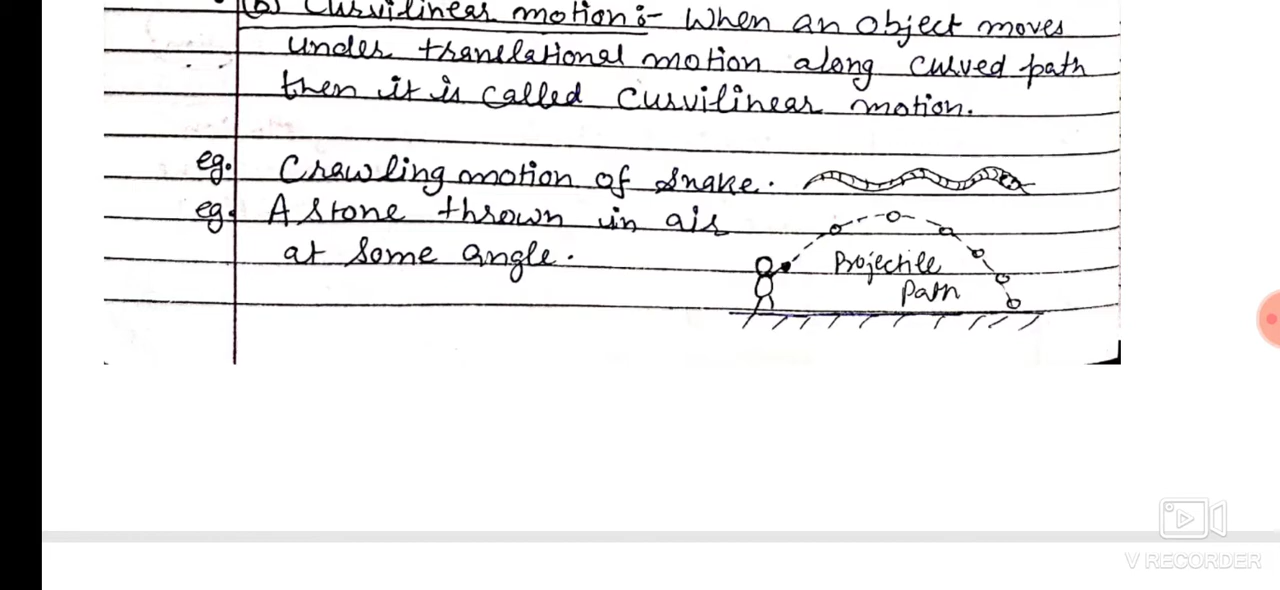 (b) Curvilinear motion :- When an object moves
under translational motion along curved path
then it is called Curvilinear motion.
eg. Crawling motion of snake.
eg. A stone thrown in air
at some angle.
Projectile
Path
V RECORDER